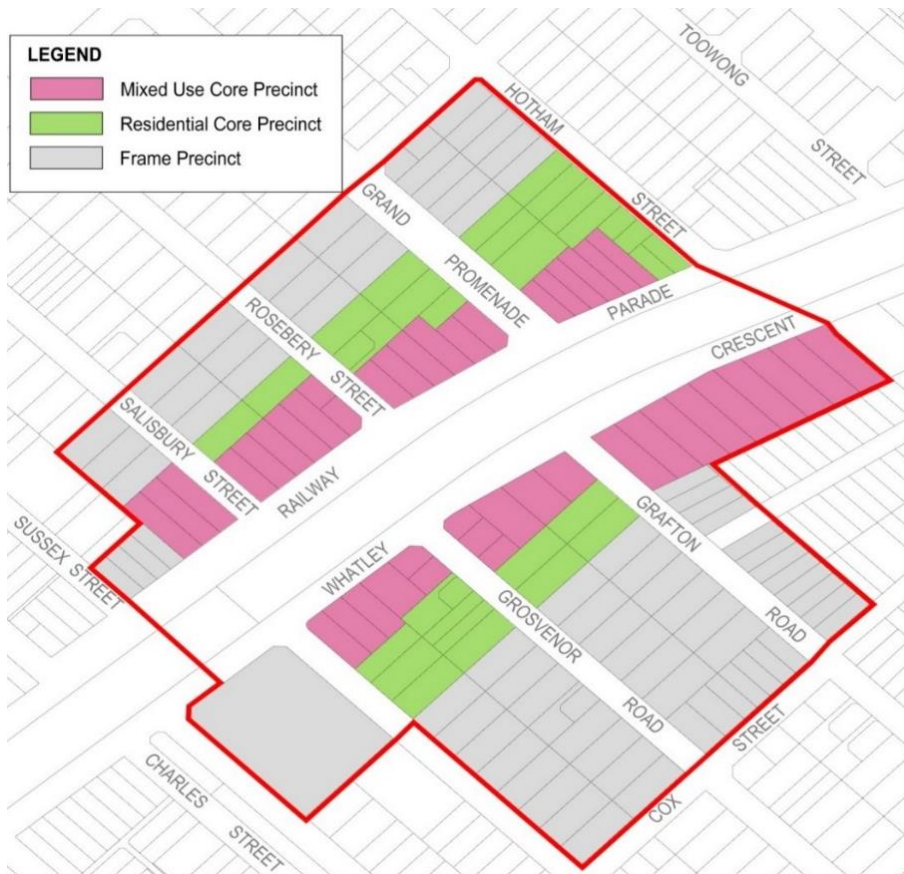 LEGEND
Mixed Use Core Precinct
Residential Core Precinct
Frame Precinct
TOOWONG
STREET
HOTHAM
STREET
GRAND
PROMENADE
PARADE
CRESCENT
ROSEBERY
STREET
SALISBURY
STREET
RAILWAY
SUSSEX STREET
WHATLEY
GRAFTON
ROAD
GROSVENOR
ROAD
COX
STREET
CHARLES
STREET